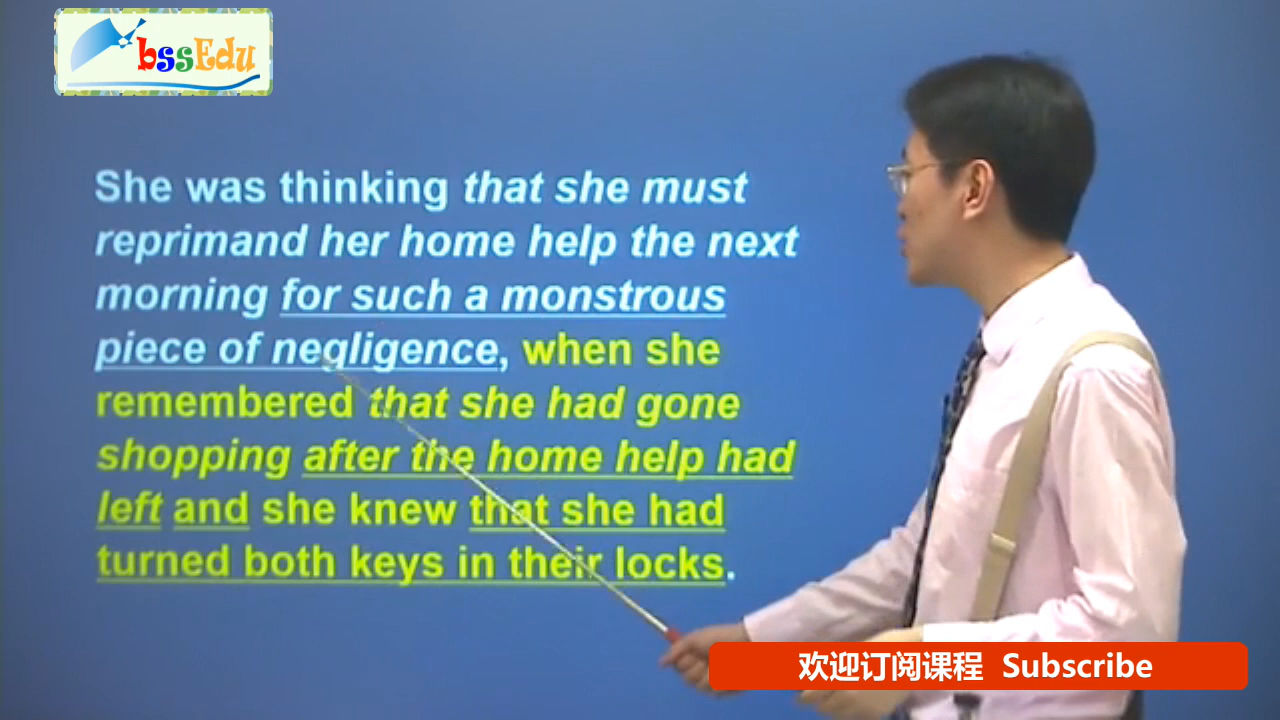 bssEdu
She was thinking that she must
reprimand her home help the next
morning for such a monstrous
piece of negligence, when she
remembered that she had gone
shopping after the home help had
left and she knew that she had
turned both keys in their locks.
欢迎订阅课程 Subscribe